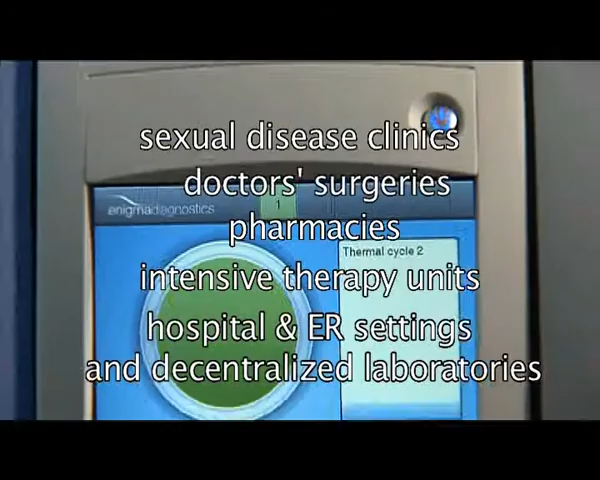 sexual disease clinics
doctors' surgeries
enigmadiagnostics
1
pharmacies
Thermal cycle 2
intensive therapy units
hospital & ER settings
and decentralized laboratories